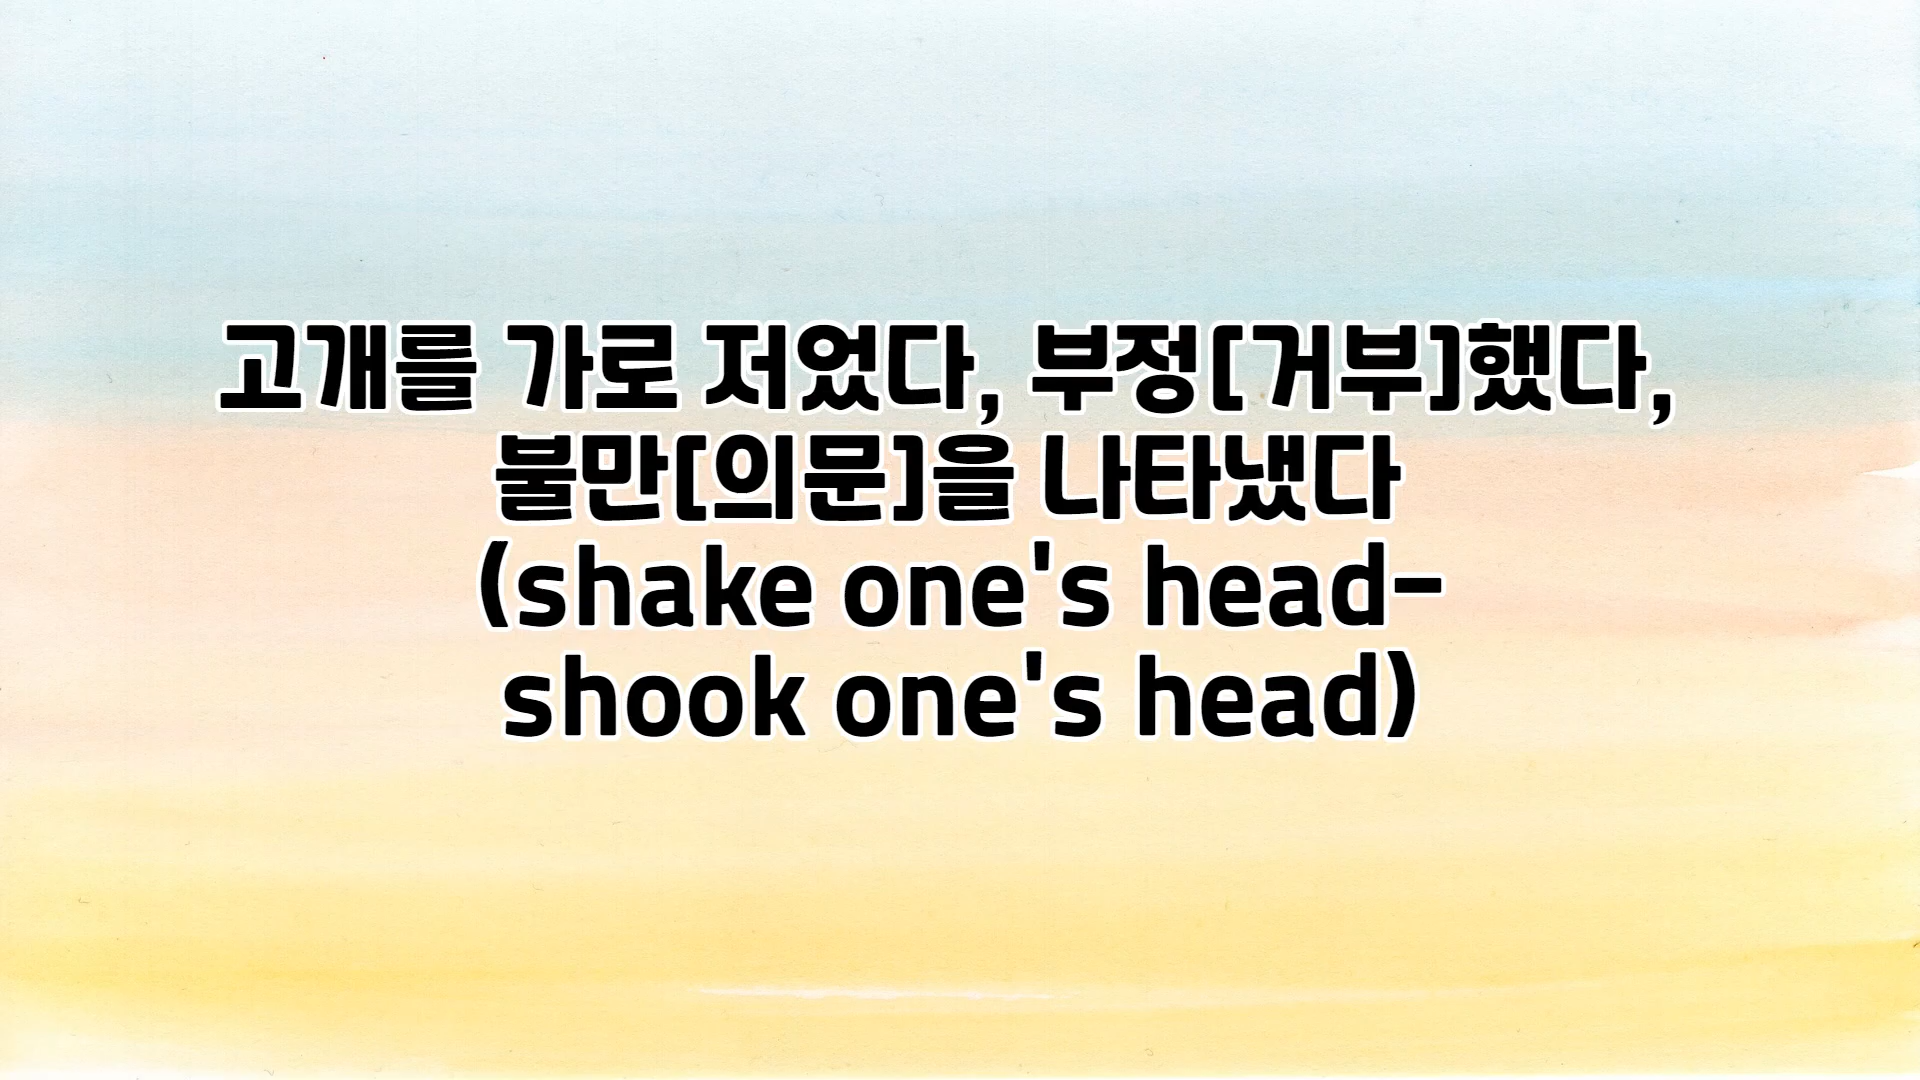 고개를 가로 저었다, 부정[거부]했다,
불만[의문]을 나타냈다
(shake one's head-
shook one's head)